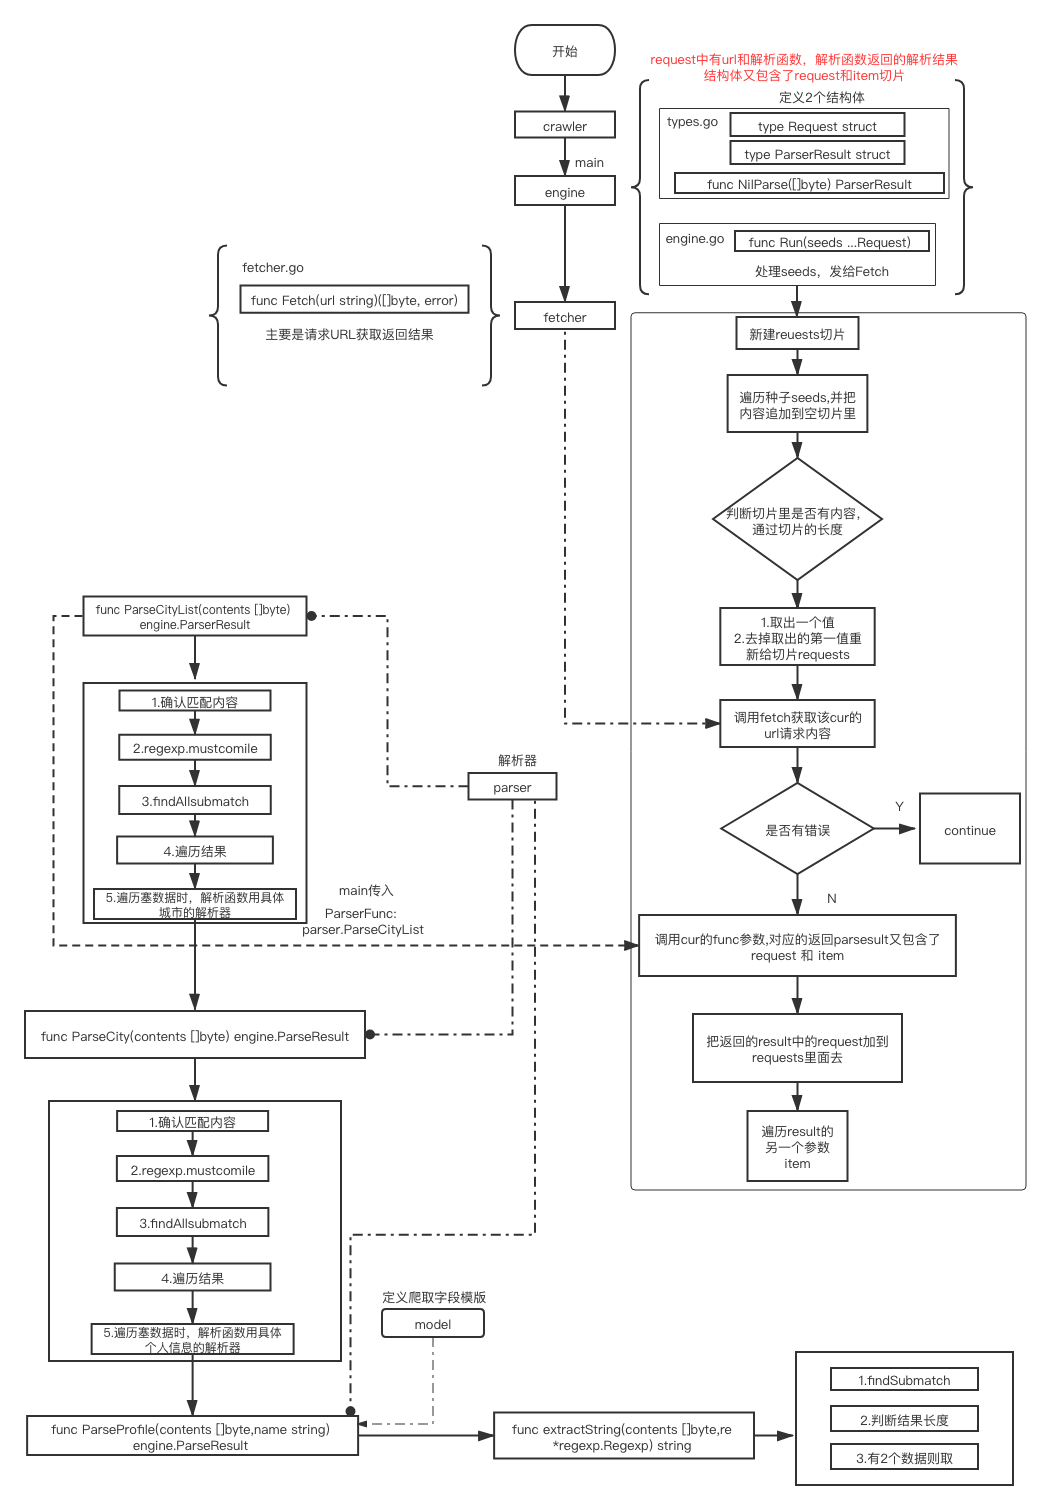 开始
request中有url和解析函数，解析函数返回的解析结果
结构体又包含了request和item切片
定义2个结构体
types.go
type Request struct
type ParserResult struct
func NilParse([]byte) ParserResult
crawler
main
engine
engine.go
func Run(seeds ...Request)
处理seeds，发给Fetch
fetcher.go
func Fetch(url string)([]byte, error)
主要是请求URL获取返回结果
fetcher
新建reuests切片
遍历种子seeds,并把
内容追加到空切片里
判断切片里是否有内容，
通过切片的长度
1.取出一个值
2.去掉取出的第一值重
新给切片requests
调用fetch获取该cur的
url请求内容
是否有错误
Y
continue
N
调用cur的func参数,对应的返回parsesult又包含了
request 和 item
把返回的result中的request加到
requests里面去
遍历result的
另一个参数
item
func ParseCityList(contents []byte)
engine.ParserResult
1.确认匹配内容
2.regexp.mustcomile
3.findAllsubmatch
4.遍历结果
5.遍历塞数据时，解析函数用具体
城市的解析器
解析器
parser
main传入
ParserFunc:
parser.ParseCityList
func ParseCity(contents []byte) engine.ParseResult
1.确认匹配内容
2.regexp.mustcomile
3.findAllsubmatch
4.遍历结果
5.遍历塞数据时，解析函数用具体
个人信息的解析器
定义爬取字段模版
model
func ParseProfile(contents []byte,name string)
engine.ParseResult
func extractString(contents []byte,re
*regexp.Regexp) string
1.findSubmatch
2.判断结果长度
3.有2个数据则取